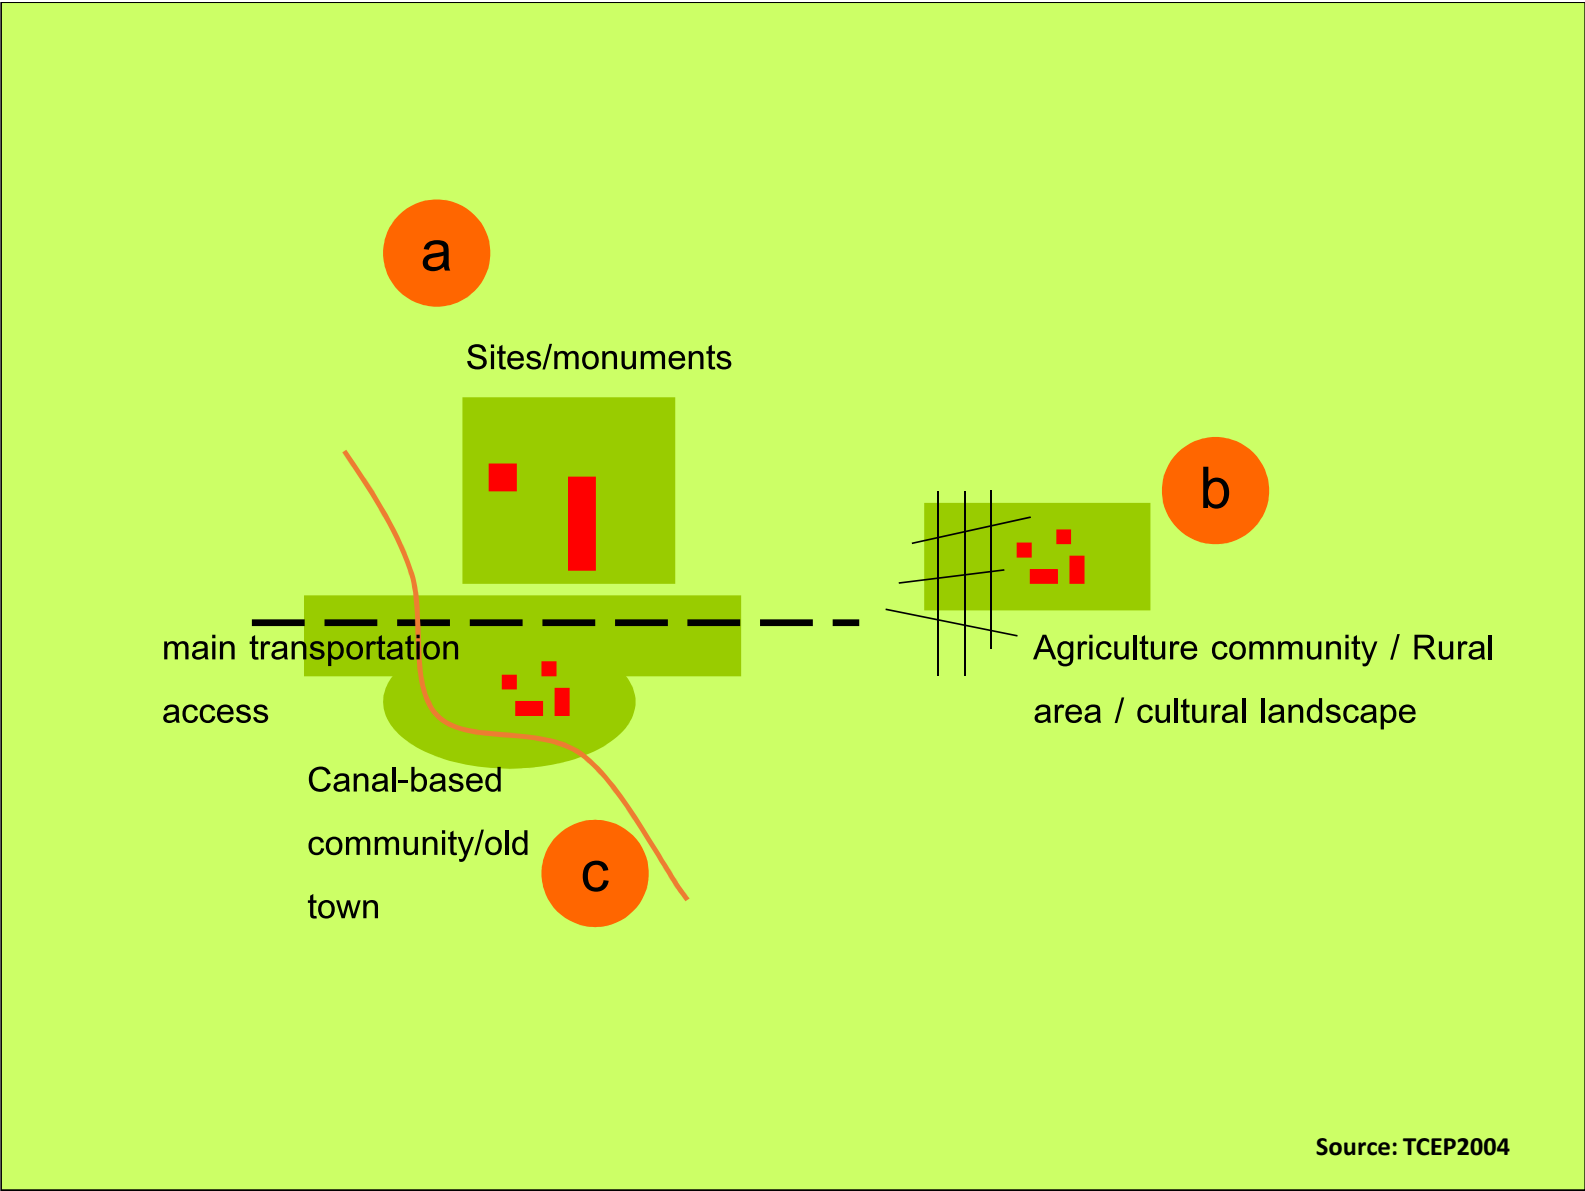 a
Sites/monuments
b
main transportation
access
Agriculture community / Rural
area / cultural landscape
Canal-based
community/old
town
c
Source: TCEP2004